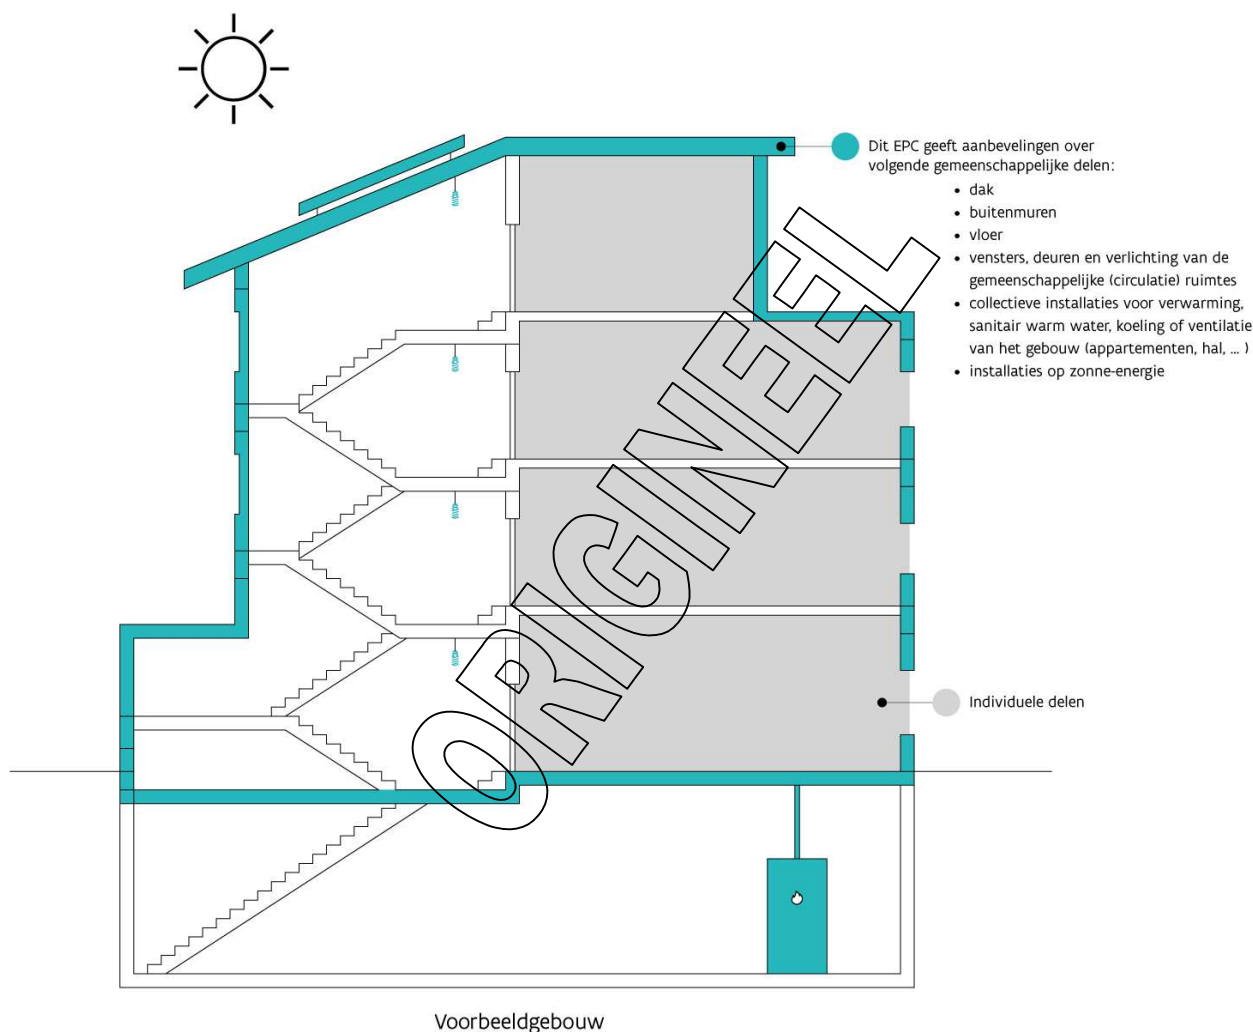 Dit EPC geeft aanbevelingen over
volgende gemeenschappelijke delen:
• dak
• buitenmuren
• vloer
• vensters, deuren en verlichting van de
gemeenschappelijke (circulatie) ruimtes
• collectieve installaties voor verwarming,
sanitair warm water, koeling of ventilatie
van het gebouw (appartementen, hal, ... )
• installaties op zonne-energie
ORIGINEEL
Individuele delen
Voorbeeldgebouw